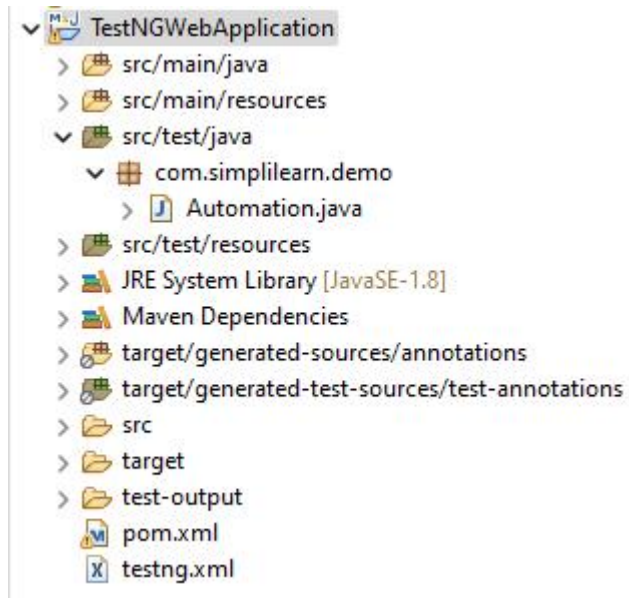 TestNGWebApplication
src/main/java
src/main/resources
src/test/java
com.simplilearn.demo
Automation.java
src/test/resources
JRE System Library [JavaSE-1.8]
Maven Dependencies
target/generated-sources/annotations
target/generated-test-sources/test-annotations
src
target
test-output
pom.xml
testng.xml